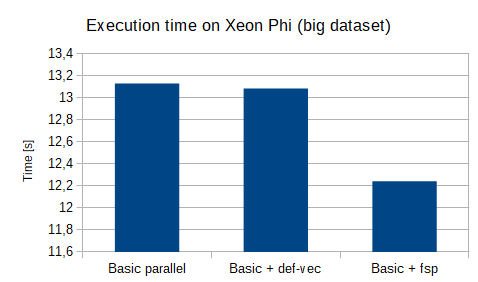 Execution time on Xeon Phi (big dataset)
13,4
13,2
13
12,8
12,6
12,4
12,2
12
11,8
11,6
Time [s]
Basic parallel
Basic + def-vec
Basic + fsp